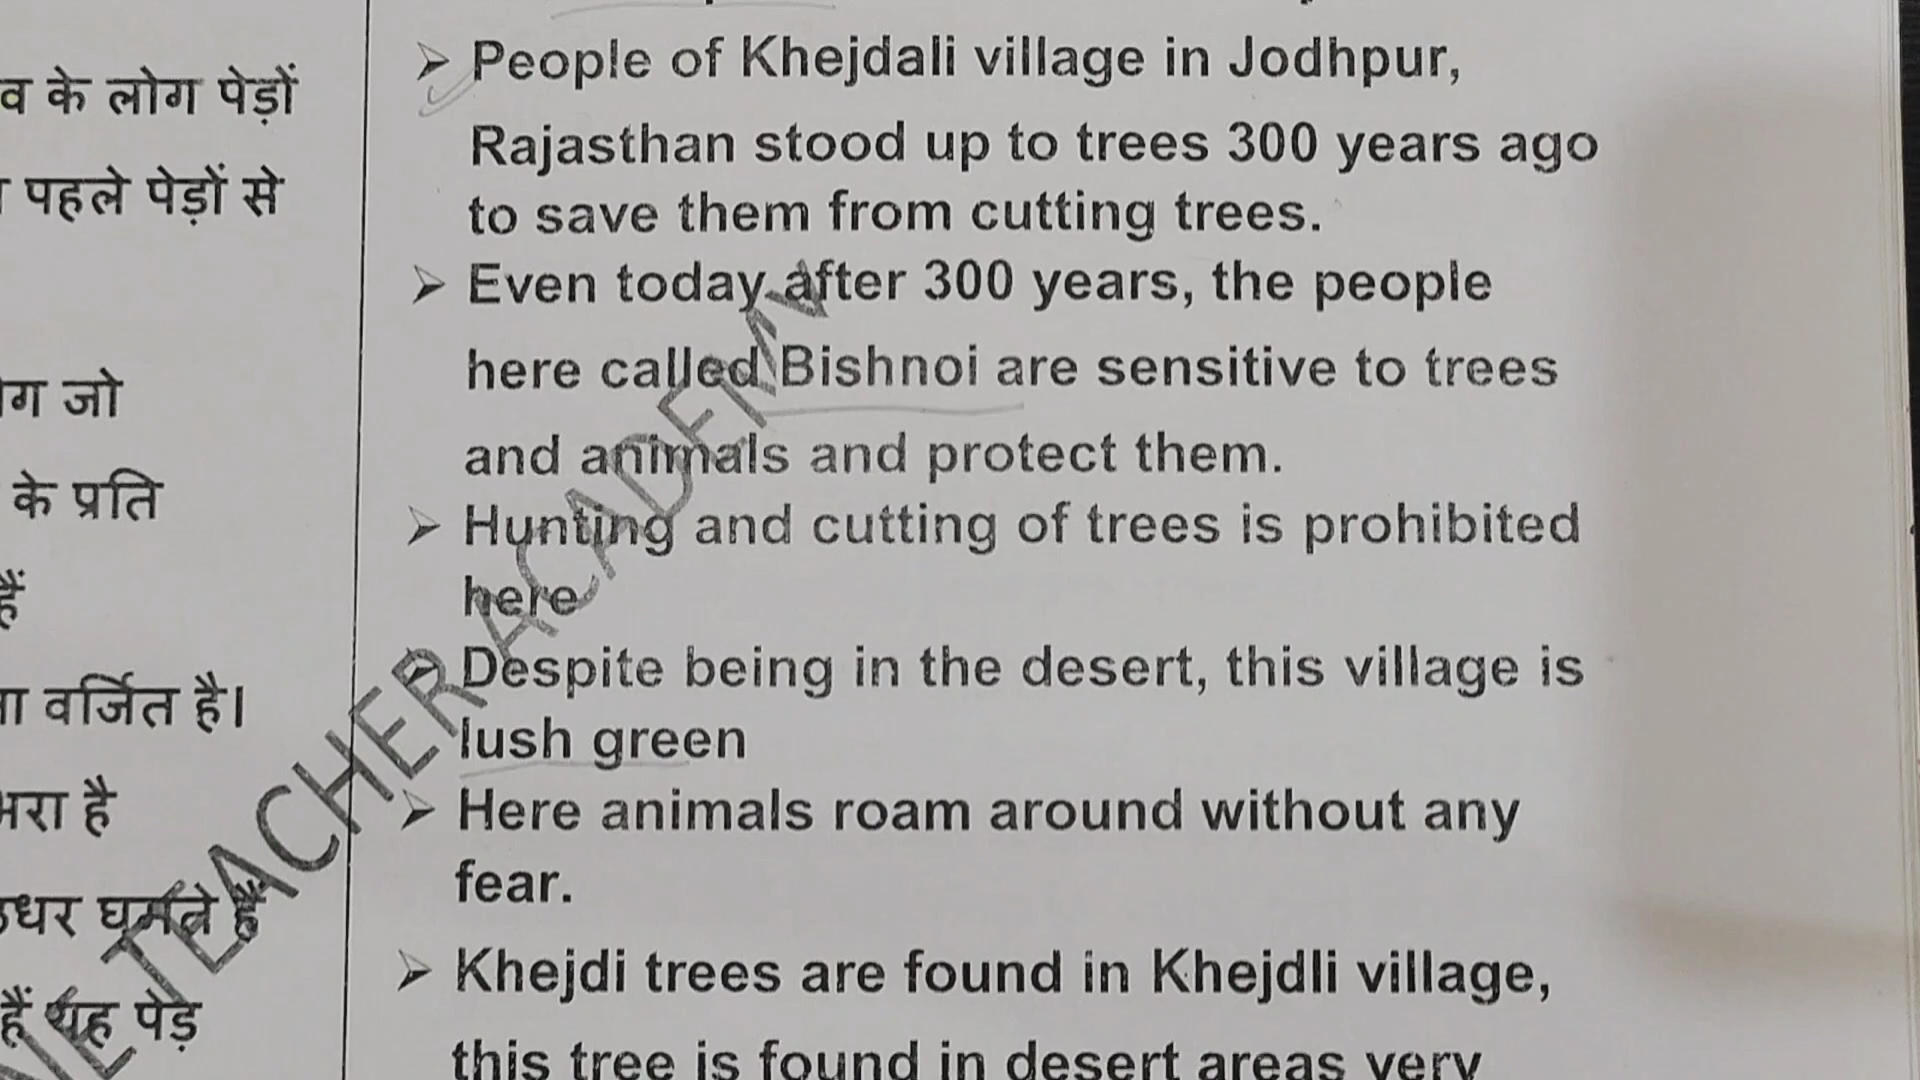 व के लोग पेड़ों
पहले पेड़ों से
जो
के प्रति
हैं
वर्जित है।
है
घूमते हैं
हैं यह पेड़
People of Khejdali village in Jodhpur,
Rajasthan stood up to trees 300 years ago
to save them from cutting trees.
Even today after 300 years, the people
here called Bishnoi are sensitive to trees
and animals and protect them.
Hunting and cutting of trees is prohibited
here
Despite being in the desert, this village is
lush green
Here animals roam around without any
fear.
Khejdi trees are found in Khejdli village,
this tree is found in desert areas very
TEACHER ACADEMY